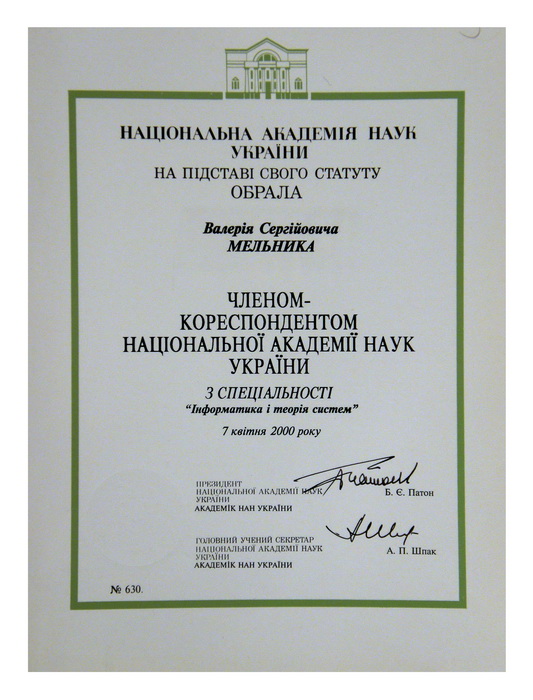 НАЦІОНАЛЬНА АКАДЕМІЯ НАУК
УКРАЇНИ
НА ПІДСТАВІ СВОГО СТАТУТУ
ОБРАЛА
Валерія Сергійовича
МЕЛЬНИКА
ЧЛЕНОМ-
КОРЕСПОНДЕНТОМ
НАЦІОНАЛЬНОЇ АКАДЕМІЇ НАУК
УКРАЇНИ
З СПЕЦІАЛЬНОСТІ
“Інформатика і теорія систем”
7 квітня 2000 року
ПРЕЗИДЕНТ
НАЦІОНАЛЬНОЇ АКАДЕМІЇ НАУК
УКРАЇНИ
АКАДЕМІК НАН УКРАЇНИ
Б. Є. Патон
ГОЛОВНИЙ УЧЕНИЙ СЕКРЕТАР
НАЦІОНАЛЬНОЇ АКАДЕМІЇ НАУК
УКРАЇНИ
АКАДЕМІК НАН УКРАЇНИ
А. П. Шпак
№ 630.